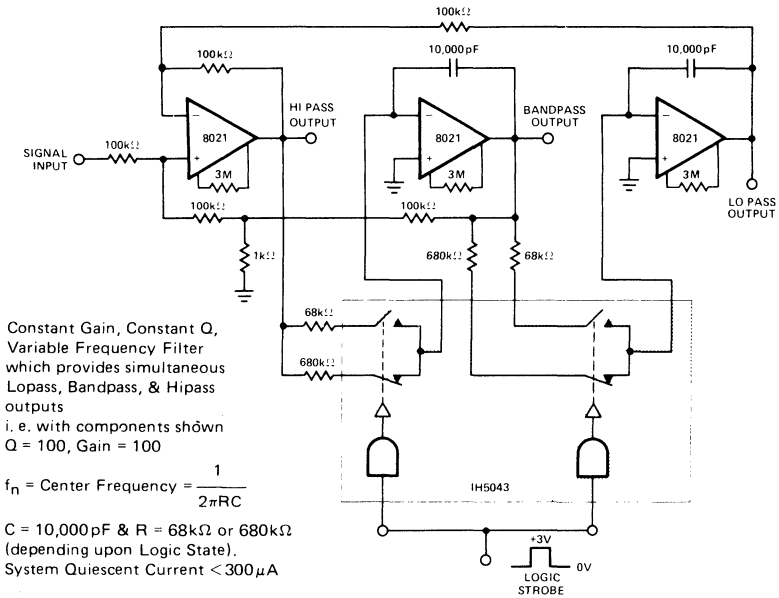 100kΩ
100kΩ
10,000pF
10,000pF
HI PASS
OUTPUT
BANDPASS
OUTPUT
−
8021
+
−
8021
+
−
8021
+
SIGNAL
INPUT
100kΩ
3M
3M
3M
LO PASS
OUTPUT
100kΩ
100kΩ
1kΩ
680kΩ
68kΩ
68kΩ
680kΩ
Constant Gain, Constant Q,
Variable Frequency Filter
which provides simultaneous
Lopass, Bandpass, & Hipass
outputs
i. e. with components shown
Q = 100, Gain = 100
fn = Center Frequency = 1
2πRC
C = 10,000pF & R = 68kΩ or 680kΩ
(depending upon Logic State).
System Quiescent Current <300μA
IH5043
+3V
0V
LOGIC
STROBE